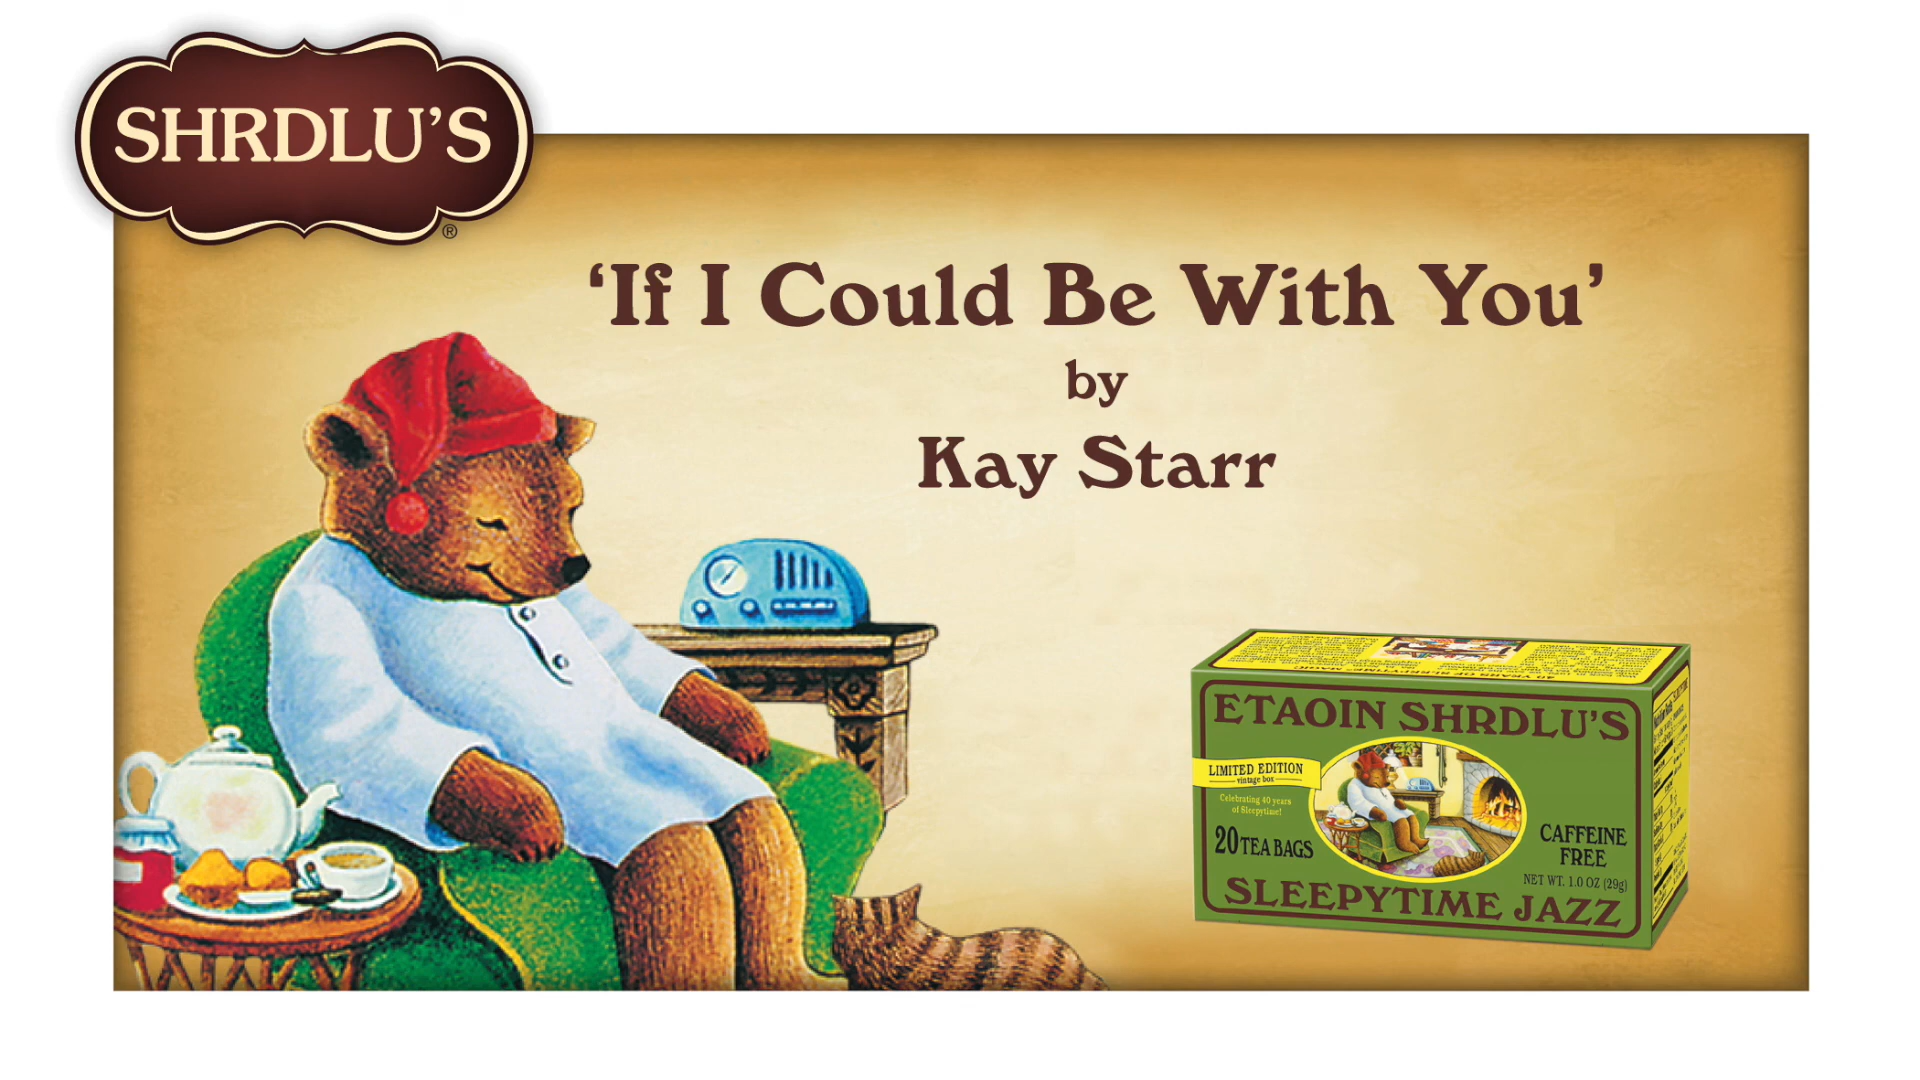 SHRDLU'S
®
‘If I Could Be With You’
by
Kay Starr
ETAOIN SHRDLU'S
LIMITED EDITION
vintage box
Celebrating 40 years
of Sleepytime!
20 TEA BAGS
CAFFEINE
FREE
NET WT. 1.0 OZ (29g)
SLEEPYTIME JAZZ